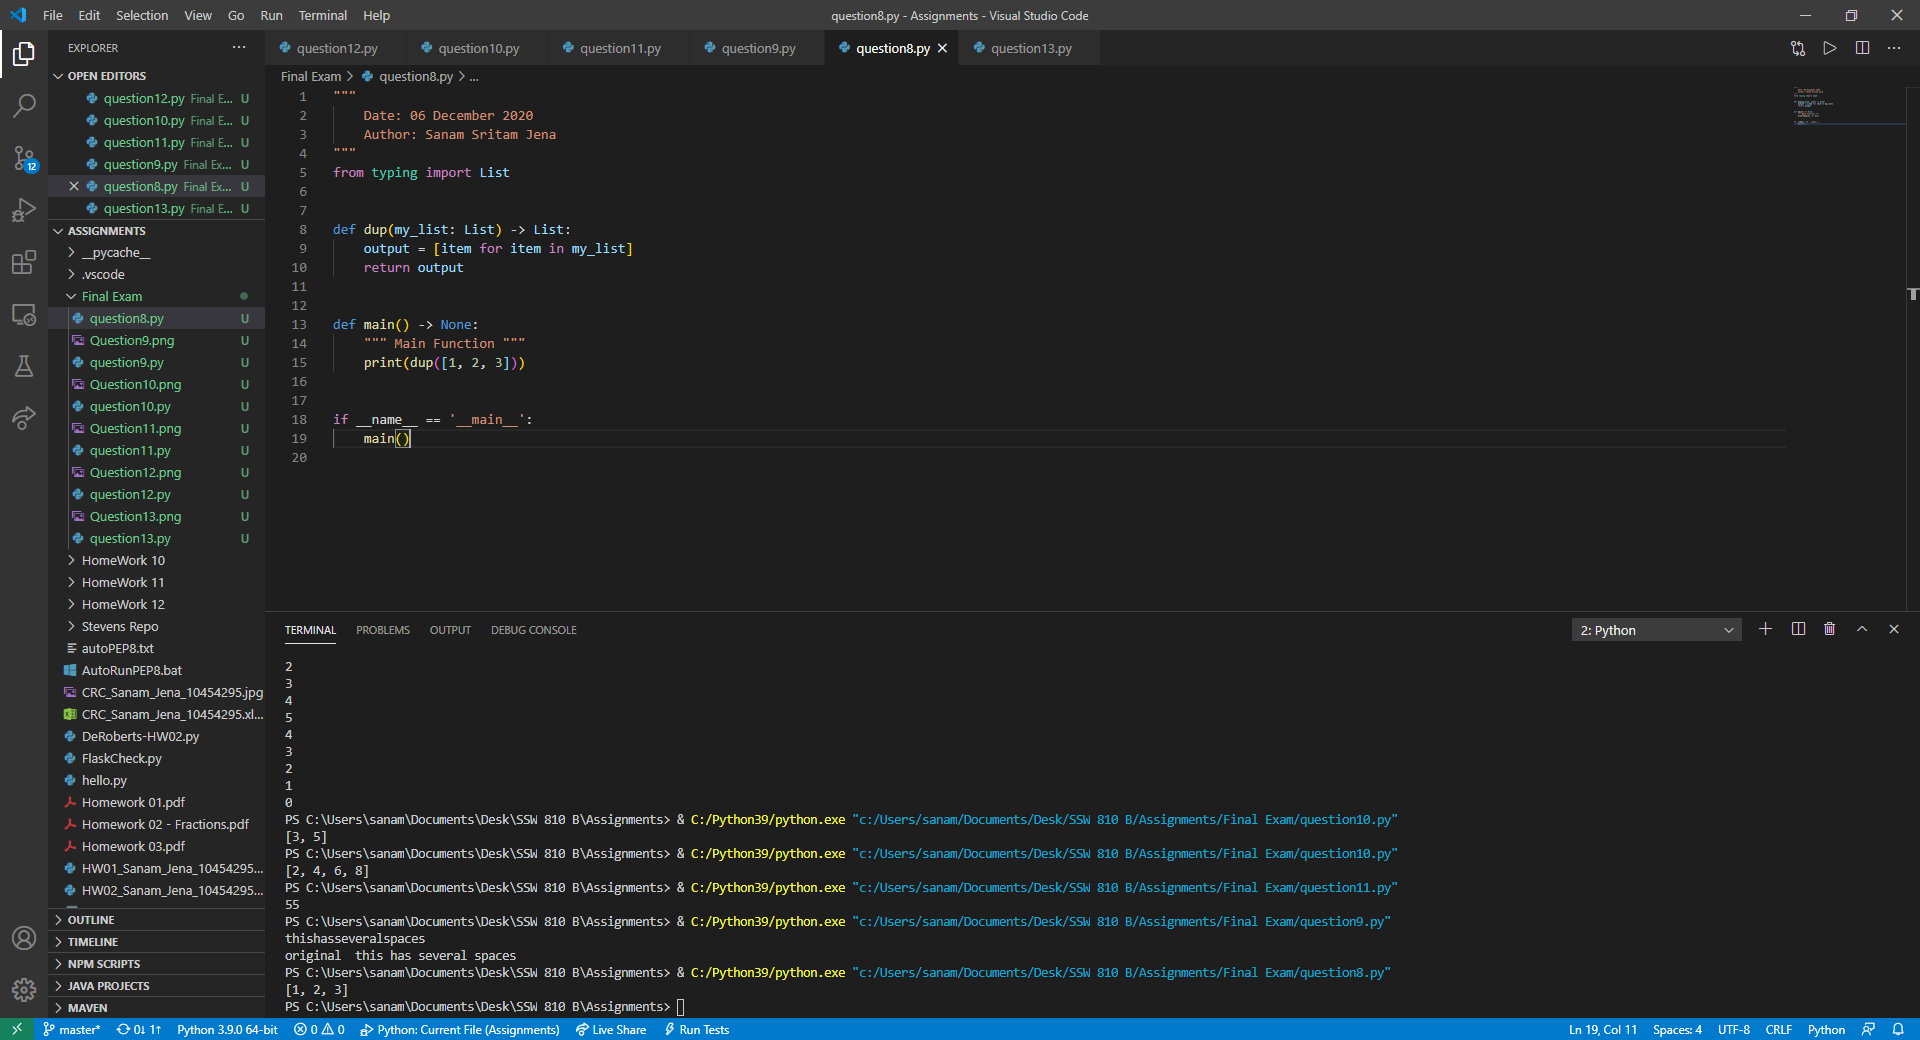 File Edit Selection View Go Run Terminal Help
question8.py - Assignments - Visual Studio Code
EXPLORER
OPEN EDITORS
question12.py Final E... U
question10.py Final E... U
question11.py Final E... U
question9.py Final Ex... U
question8.py Final Ex... U
question13.py Final E... U
ASSIGNMENTS
__pycache__
.vscode
Final Exam
question8.py U
Question9.png U
question9.py U
Question10.png U
question10.py U
Question11.png U
question11.py U
Question12.png U
question12.py U
Question13.png U
question13.py U
HomeWork 10
HomeWork 11
HomeWork 12
Stevens Repo
autoPEP8.txt
AutoRunPEP8.bat
CRC_Sanam_Jena_10454295.jpg
CRC_Sanam_Jena_10454295.xl...
DeRoberts-HW02.py
FlaskCheck.py
hello.py
Homework 01.pdf
Homework 02 - Fractions.pdf
Homework 03.pdf
HW01_Sanam_Jena_10454295...
HW02_Sanam_Jena_10454295...
OUTLINE
TIMELINE
NPM SCRIPTS
JAVA PROJECTS
MAVEN
12
question12.py question10.py question11.py question9.py question8.py question13.py
Final Exam > question8.py > ...
1 """
2 Date: 06 December 2020
3 Author: Sanam Sritam Jena
4 """
5 from typing import List
6
7
8 def dup(my_list: List) -> List:
9 output = [item for item in my_list]
10 return output
11
12
13 def main() -> None:
14 """ Main Function """
15 print(dup([1, 2, 3]))
16
17
18 if __name__ == '__main__':
19 main()
20
TERMINAL PROBLEMS OUTPUT DEBUG CONSOLE
2: Python
2
3
4
5
4
3
2
1
0
PS C:\Users\sanam\Documents\Desk\SSW 810 B\Assignments> & C:/Python39/python.exe "c:/Users/sanam/Documents/Desk/SSW 810 B/Assignments/Final Exam/question10.py"
[3, 5]
PS C:\Users\sanam\Documents\Desk\SSW 810 B\Assignments> & C:/Python39/python.exe "c:/Users/sanam/Documents/Desk/SSW 810 B/Assignments/Final Exam/question10.py"
[2, 4, 6, 8]
PS C:\Users\sanam\Documents\Desk\SSW 810 B\Assignments> & C:/Python39/python.exe "c:/Users/sanam/Documents/Desk/SSW 810 B/Assignments/Final Exam/question11.py"
55
PS C:\Users\sanam\Documents\Desk\SSW 810 B\Assignments> & C:/Python39/python.exe "c:/Users/sanam/Documents/Desk/SSW 810 B/Assignments/Final Exam/question9.py"
thishasseveralspaces
original  this has several spaces
PS C:\Users\sanam\Documents\Desk\SSW 810 B\Assignments> & C:/Python39/python.exe "c:/Users/sanam/Documents/Desk/SSW 810 B/Assignments/Final Exam/question8.py"
[1, 2, 3]
PS C:\Users\sanam\Documents\Desk\SSW 810 B\Assignments>
master* 0↓ 1↑ Python 3.9.0 64-bit 0 0 Python: Current File (Assignments) Live Share Run Tests
Ln 19, Col 11 Spaces: 4 UTF-8 CRLF Python